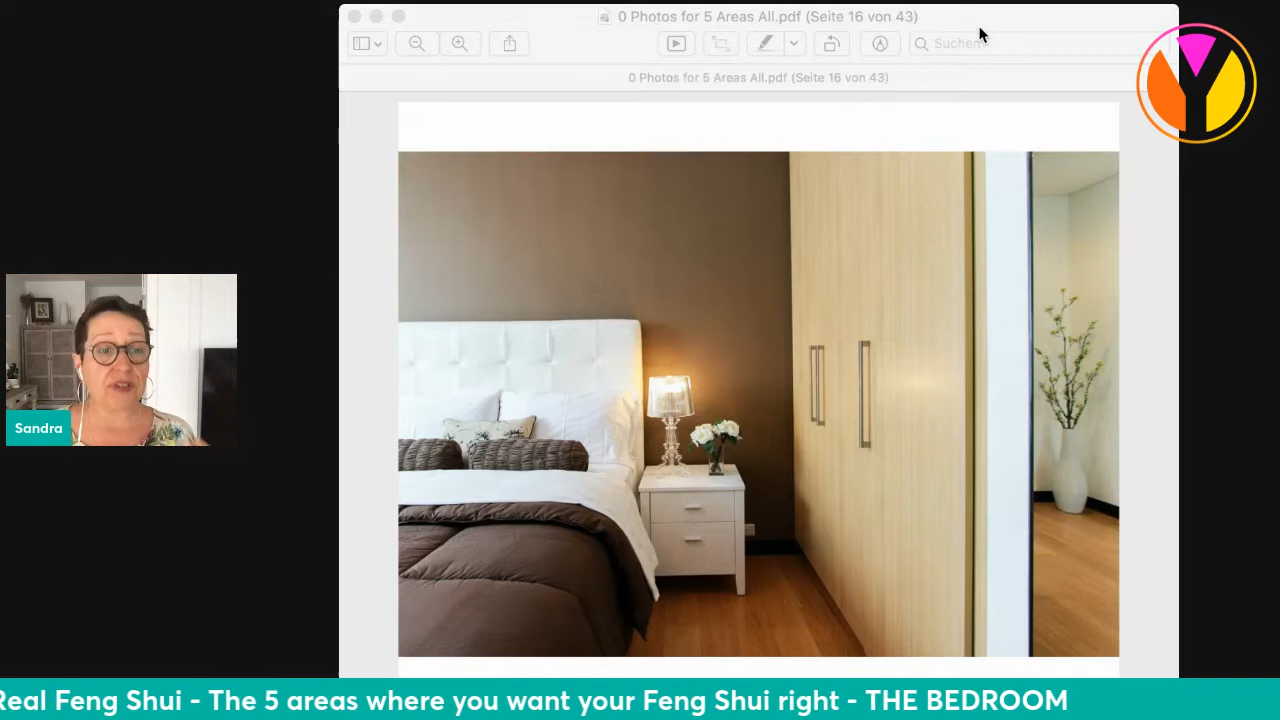 0 Photos for 5 Areas All.pdf (Seite 16 von 43)
Suchen
0 Photos for 5 Areas All.pdf (Seite 16 von 43)
Y
Sandra
Real Feng Shui - The 5 areas where you want your Feng Shui right - THE BEDROOM